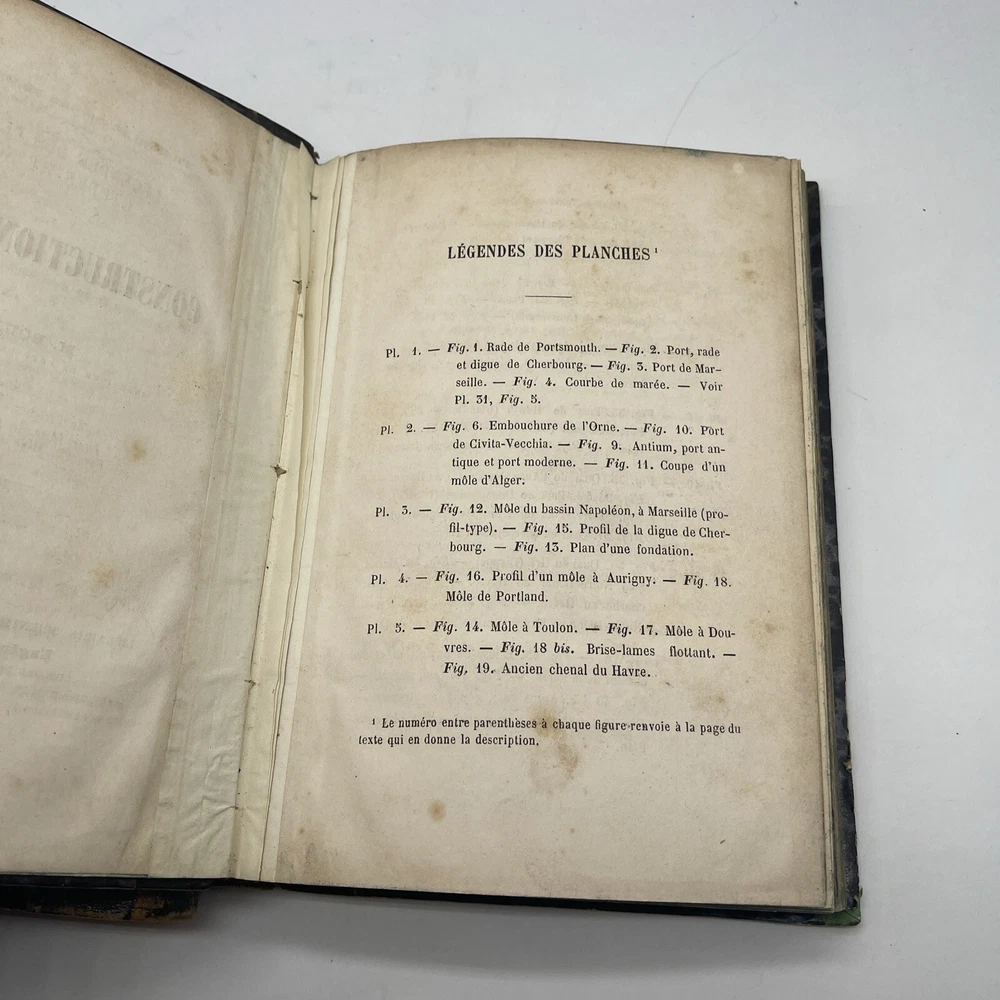 LÉGENDES DES PLANCHES ¹
Pl. 1. — Fig. 1. Rade de Portsmouth. — Fig. 2. Port, rade
et digue de Cherbourg. — Fig. 3. Port de Mar-
seille. — Fig. 4. Courbe de marée. — Voir
Pl. 31, Fig. 5.
Pl. 2. — Fig. 6. Embouchure de l'Orne. — Fig. 10. Port
de Civita-Vecchia. — Fig. 9. Antium, port an-
tique et port moderne. — Fig. 11. Coupe d'un
môle d'Alger.
Pl. 3. — Fig. 12. Môle du bassin Napoléon, à Marseille (pro-
fil-type). — Fig. 15. Profil de la digue de Cher-
bourg. — Fig. 13. Plan d'une fondation.
Pl. 4. — Fig. 16. Profil d'un môle à Aurigny. — Fig. 18.
Môle de Portland.
Pl. 5. — Fig. 14. Môle à Toulon. — Fig. 17. Môle à Dou-
vres. — Fig. 18 bis. Brise-lames flottant. —
Fig. 19. Ancien chenal du Havre.
¹ Le numéro entre parenthèses à chaque figure renvoie à la page du
texte qui en donne la description.